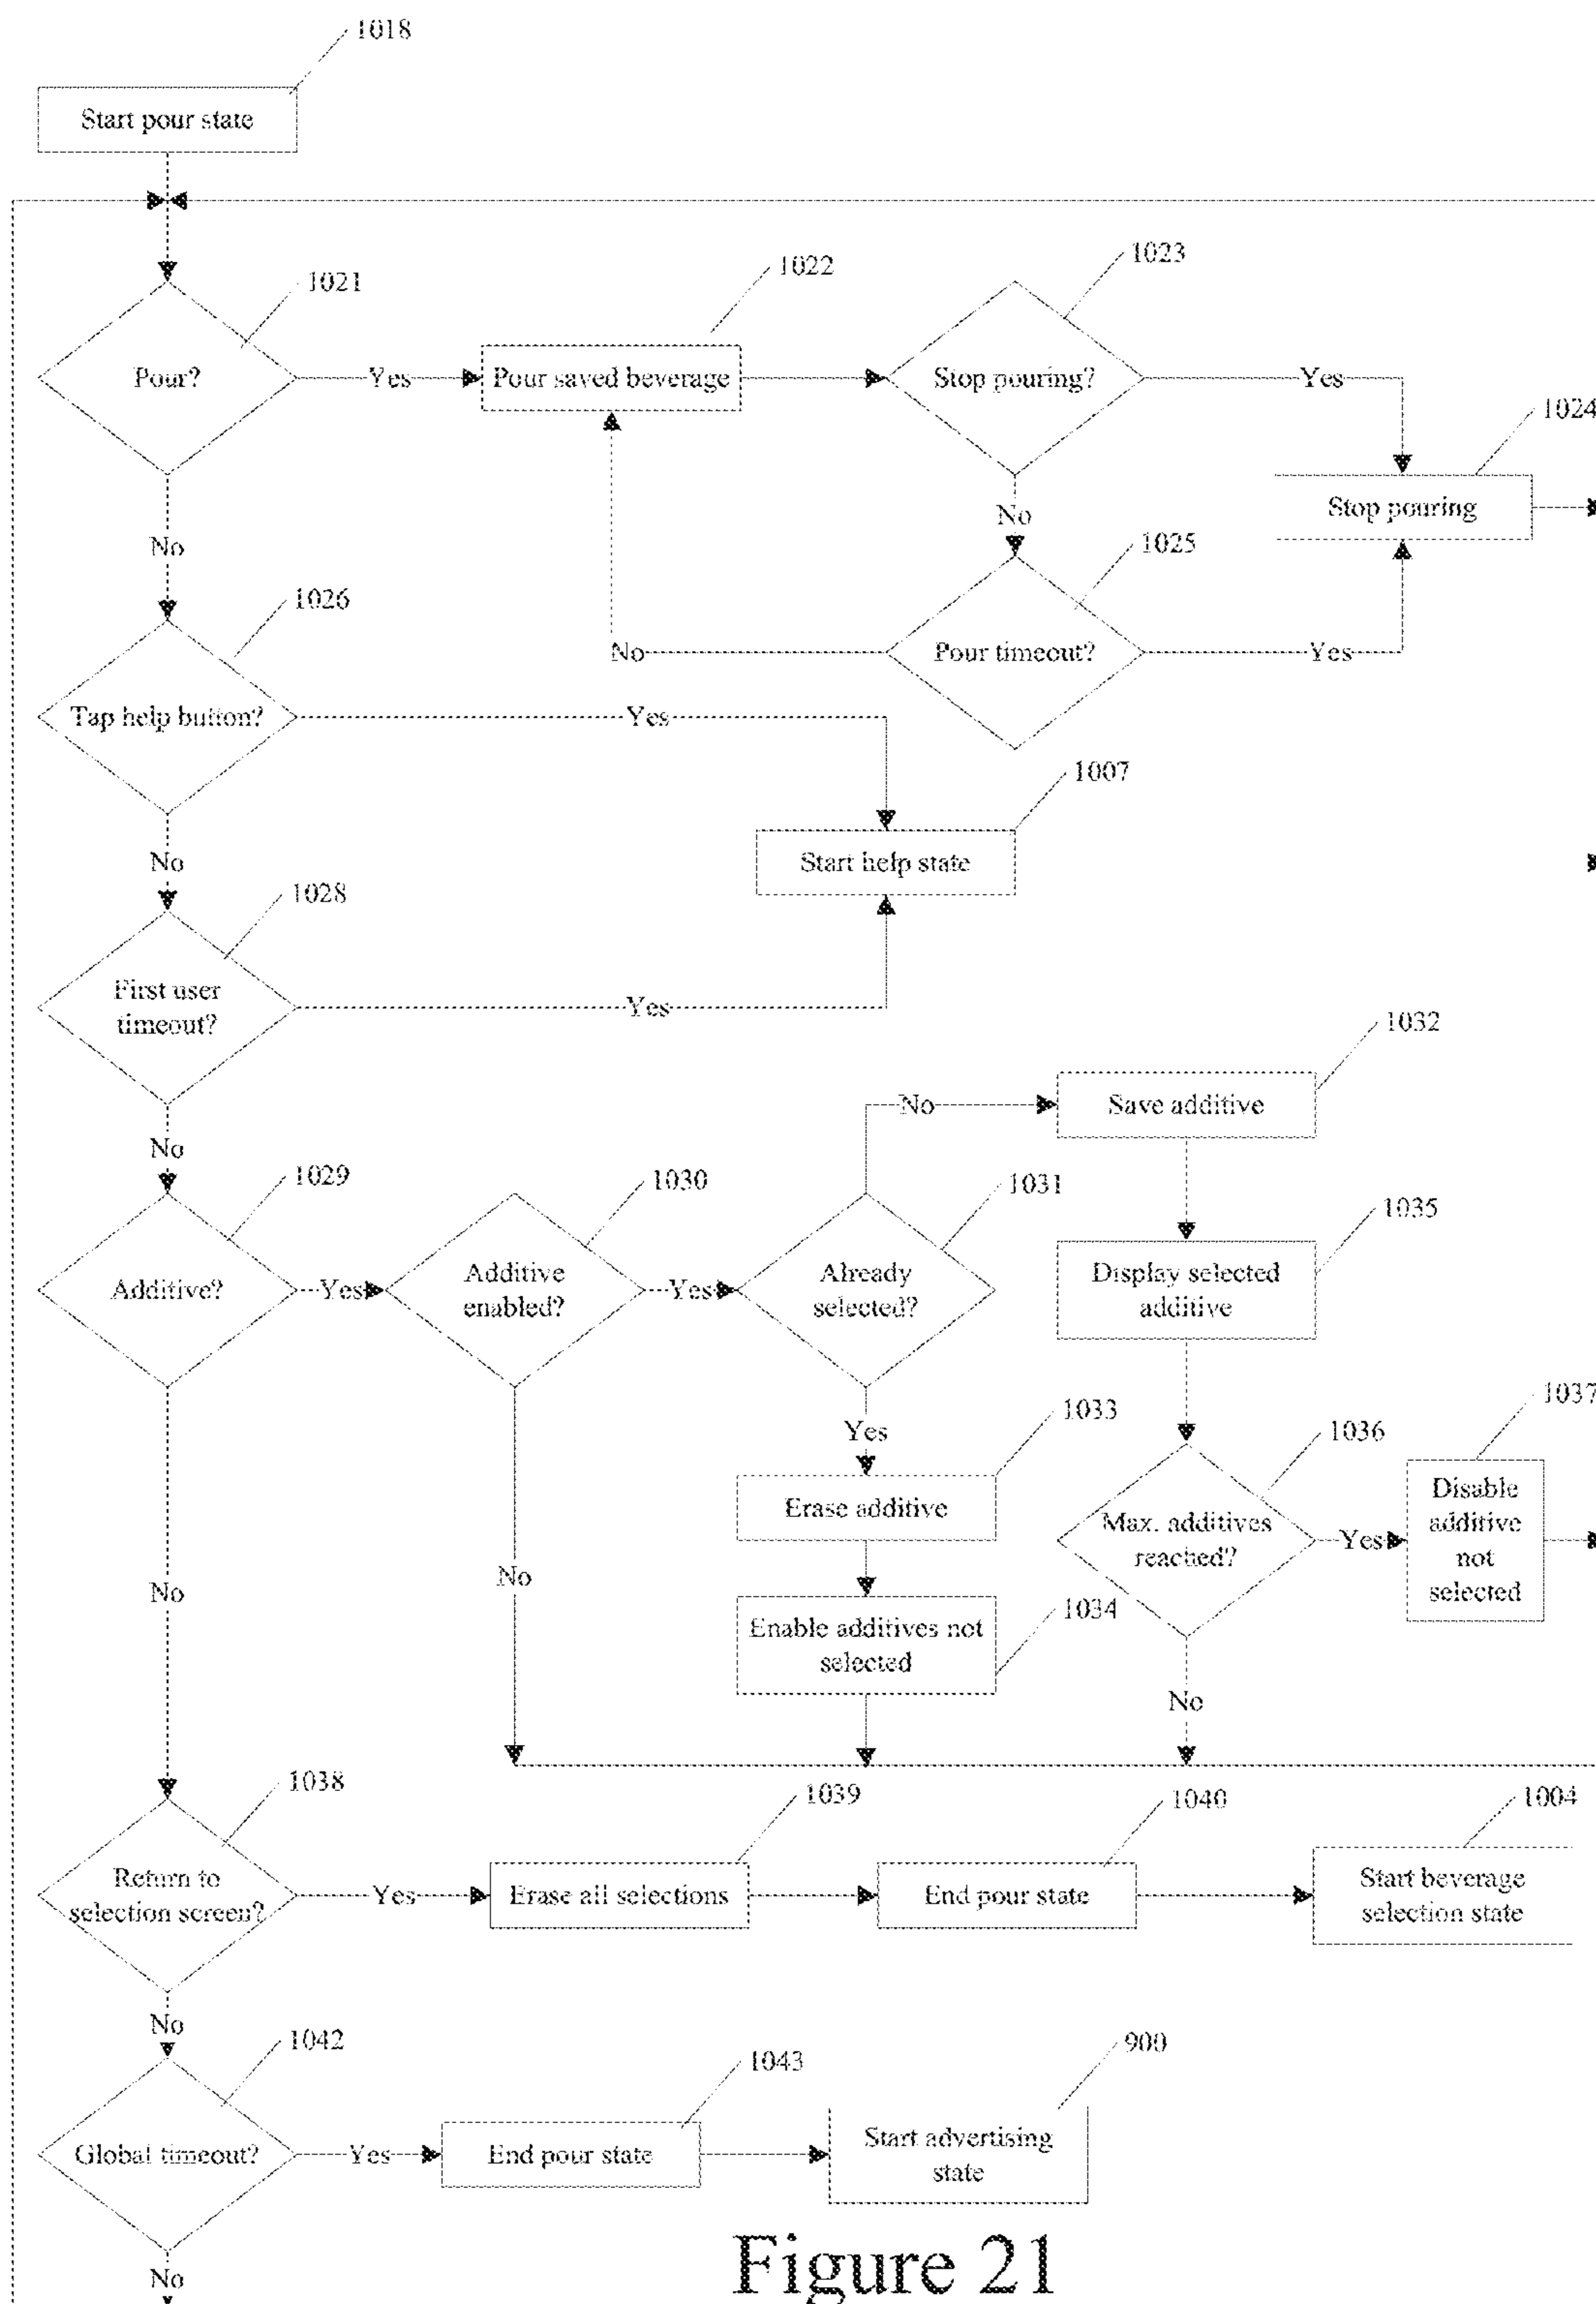 1018
Start pour state
1021
1022
1023
Pour?
Yes
Pour saved beverage
Stop pouring?
Yes
1024
No
Stop pouring
No
1025
1026
No
Pour timeout?
Yes
Tap help button?
Yes
1007
No
Start help state
1028
First user
timeout?
Yes
1032
No
Save additive
No
1029
1030
1031
1035
Additive?
Yes
Additive
enabled?
Yes
Already
selected?
Display selected
additive
1033
1037
Yes
1036
Erase additive
Max. additives
reached?
Yes
Disable
additive
not
selected
No
No
1034
Enable additives not
selected
No
1038
1039
1040
1004
Return to
selection screen?
Yes
Erase all selections
End pour state
Start beverage
selection state
No
1042
1043
900
Global timeout?
Yes
End pour state
Start advertising
state
No
Figure 21